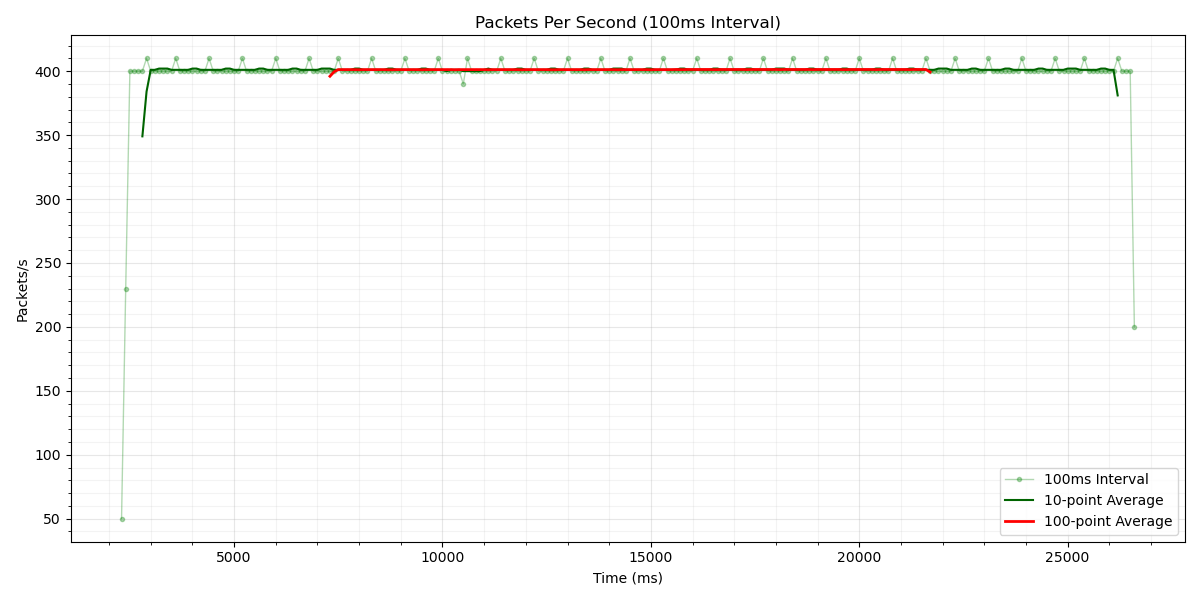 Packets Per Second (100ms Interval)
Packets/s
400
350
300
250
200
150
100
50
100ms Interval
10-point Average
100-point Average
5000
10000
15000
20000
25000
Time (ms)